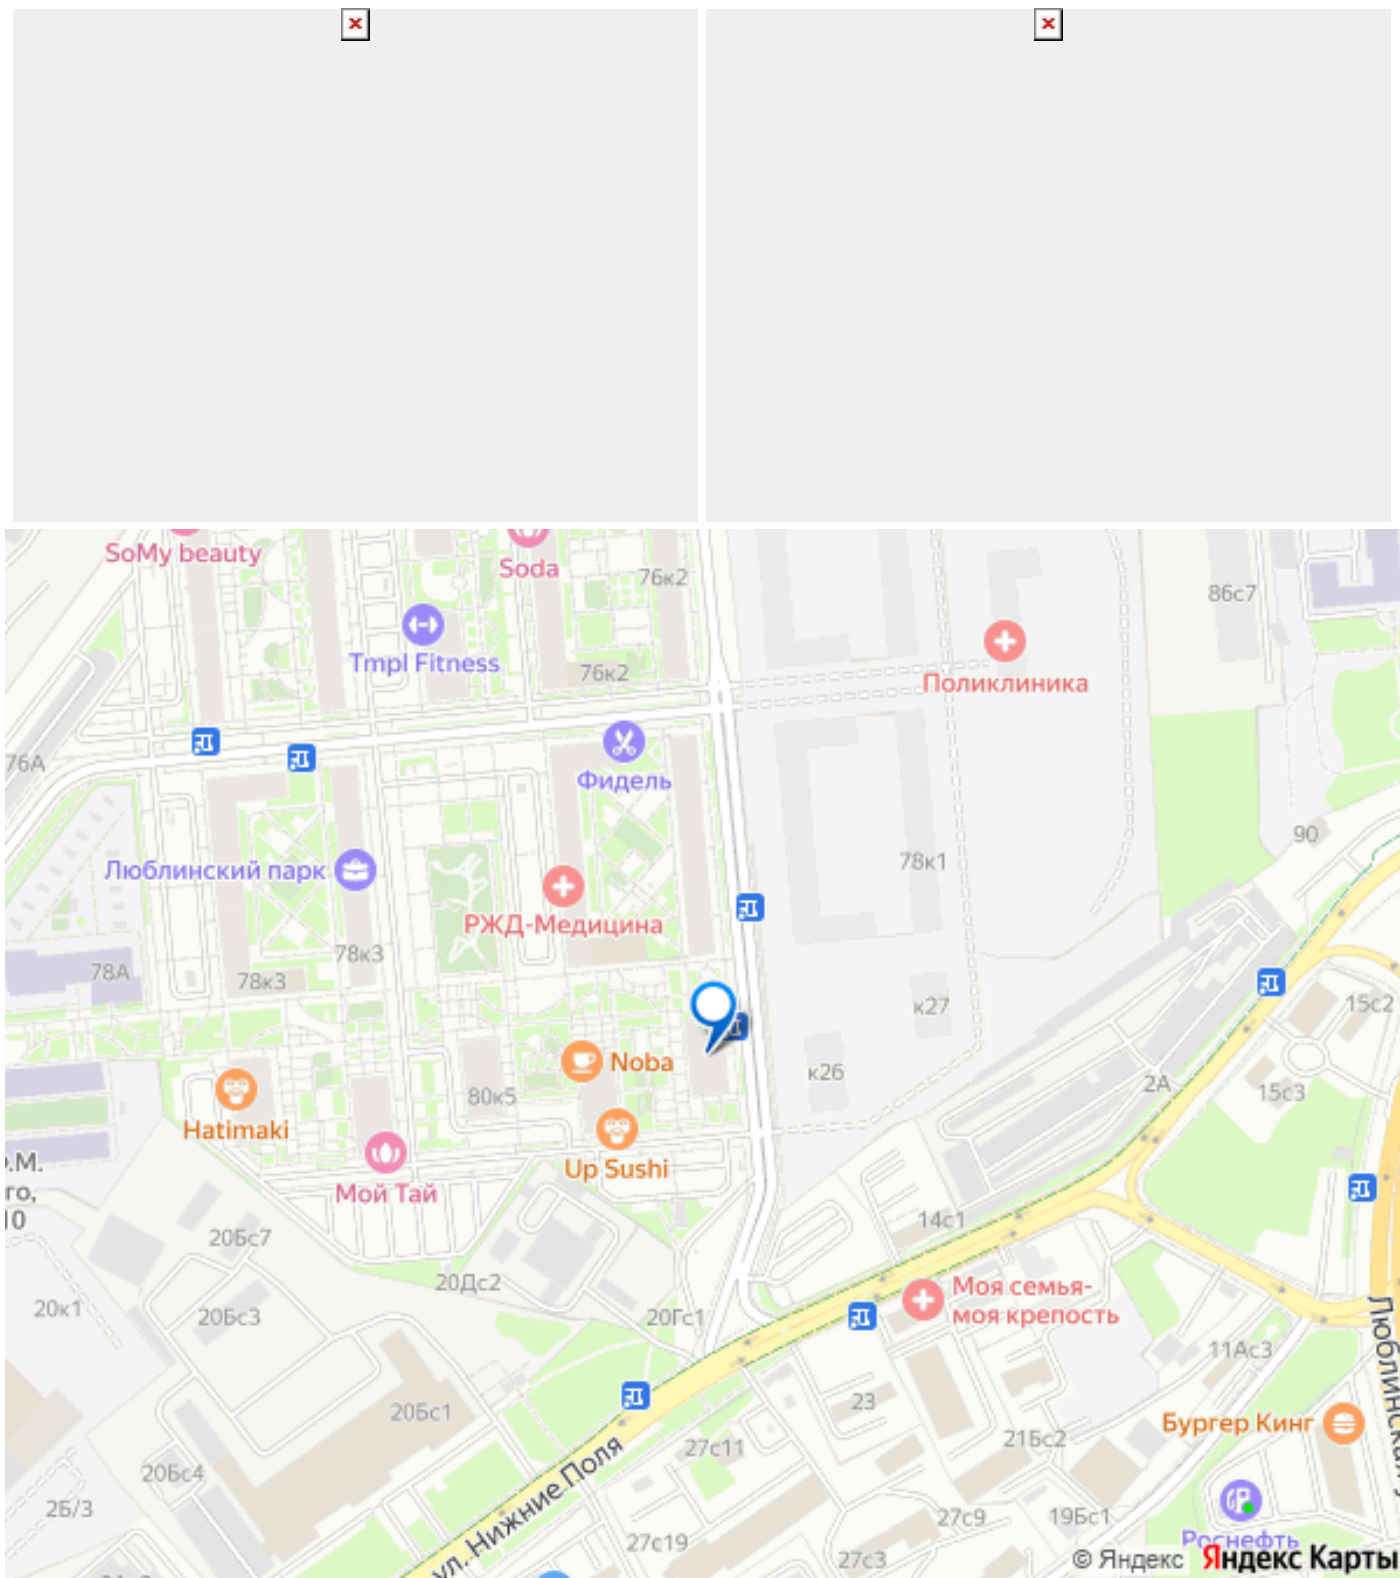 SoMy beauty
Soda
76к2
86с7
Tmpl Fitness
76к2
Поликлиника
76А
Фидель
90
78к1
Люблинский парк
РЖД-Медицина
78к3
78А
78к3
к27
15с2
Noba
к26
80к5
2А
15с3
Hatimaki
Up Sushi
Мой Тай
го,
10
14с1
20Бс7
20Дс2
Моя семья-
моя крепость
20к1
20Бс3
20Гс1
11Ас3
23
20Бс1
Бургер Кинг
21Бс2
27с11
20Бс4
ул. Нижние Поля
2Б/3
27с9
19Бс1
27с19
Роснефть
27с3
© Яндекс
Яндекс Карты